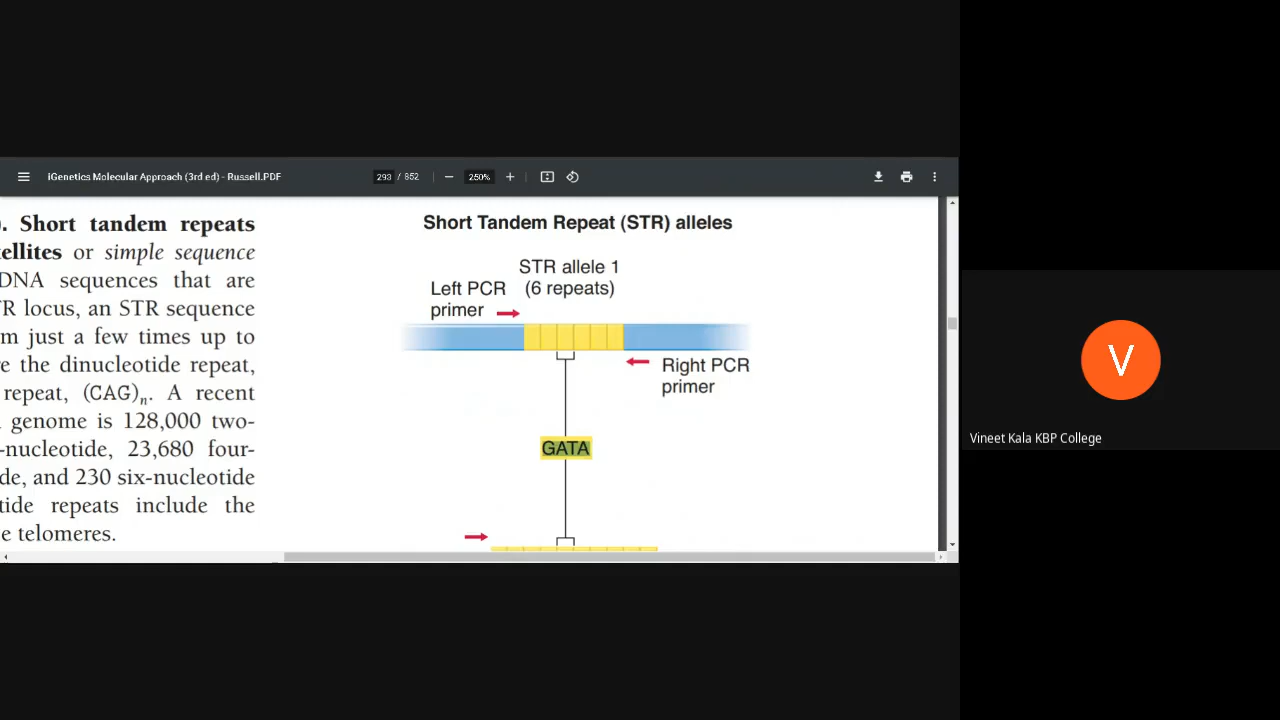 iGenetics Molecular Approach (3rd ed) - Russell.PDF
293 / 852
250%
). Short tandem repeats
ellites or simple sequence
DNA sequences that are
R locus, an STR sequence
m just a few times up to
e the dinucleotide repeat,
repeat, (CAG)n. A recent
genome is 128,000 two-
-nucleotide, 23,680 four-
de, and 230 six-nucleotide
tide repeats include the
e telomeres.
Short Tandem Repeat (STR) alleles
STR allele 1
(6 repeats)
Left PCR
primer
Right PCR
primer
GATA
V
Vineet Kala KBP College